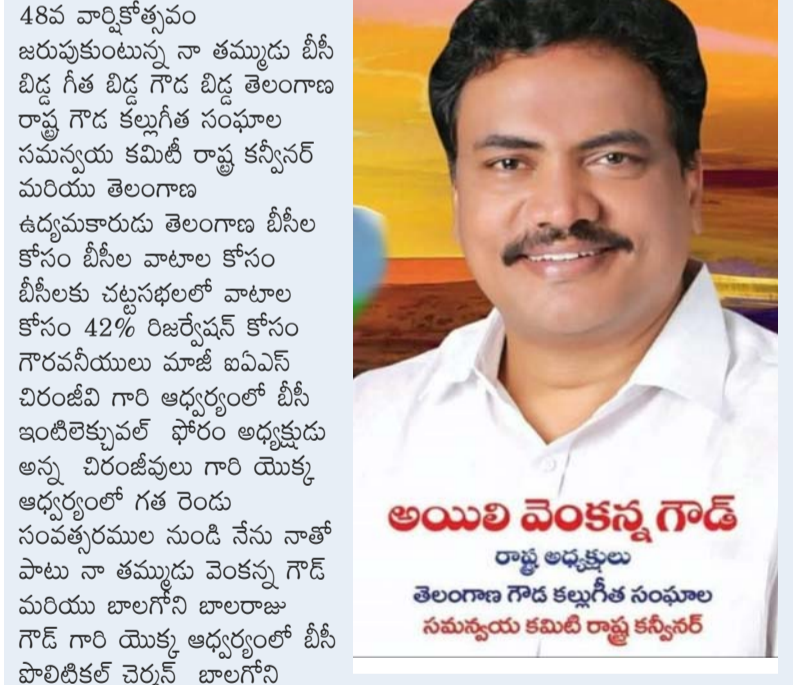 48వ వార్షికోత్సవం
జరుపుకుంటున్న నా తమ్ముడు బీసీ
బిడ్డ గీత బిడ్డ గౌడ బిడ్డ తెలంగాణ
రాష్ట్ర గౌడ కల్లుగీత సంఘాల
సమన్వయ కమిటీ రాష్ట్ర కన్వీనర్
మరియు తెలంగాణ
ఉద్యమకారుడు తెలంగాణ బీసీల
కోసం బీసీల వాటాల కోసం
బీసీలకు చట్టసభలలో వాటాల
కోసం 42% రిజర్వేషన్ కోసం
గౌరవనీయులు మాజీ ఐఏఎస్
చిరంజీవి గారి ఆధ్వర్యంలో బీసీ
ఇంటిలెక్చువల్ ఫోరం అధ్యక్షుడు
అన్న చిరంజీవులు గారి యొక్క
ఆధ్వర్యంలో గత రెండు
సంవత్సరముల నుండి నేను నాతో
పాటు నా తమ్ముడు వెంకన్న గౌడ్
మరియు బాలగోని బాలరాజు
గౌడ్ గారి యొక్క ఆధ్వర్యంలో బీసీ
పొలిటికల్ చైర్మన్ బాలగోని
అయిలి వెంకన్న గౌడ్
రాష్ట్ర అధ్యక్షులు
తెలంగాణ గౌడ కల్లుగీత సంఘాల
సమన్వయ కమిటి రాష్ట్ర కన్వీనర్